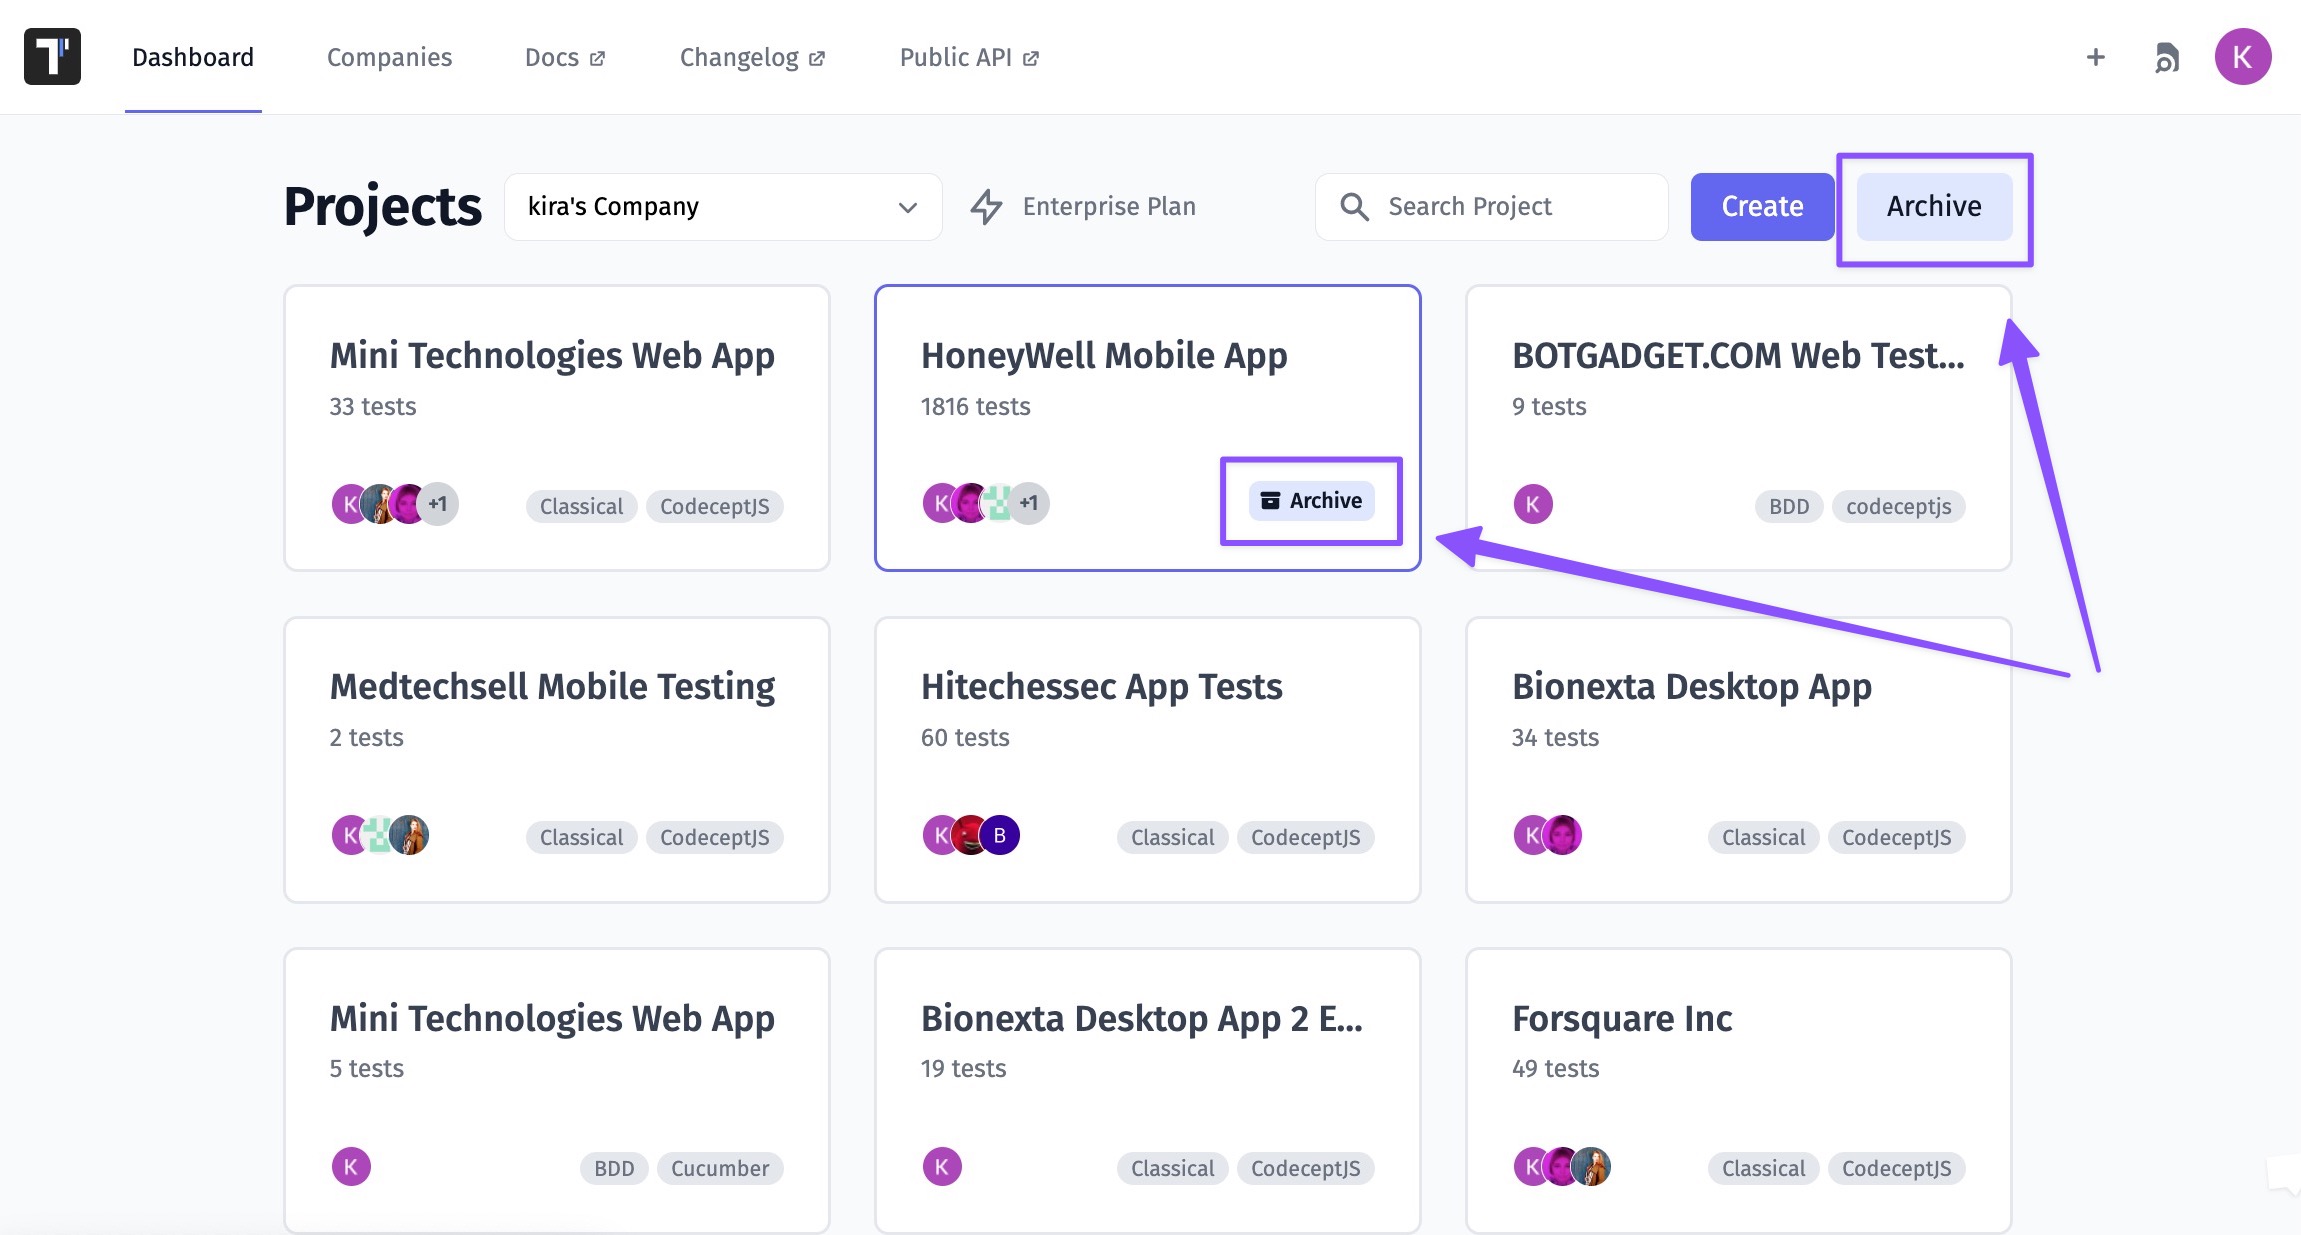 Dashboard
Companies
Docs
Changelog
Public API
K
Projects
kira's Company
Enterprise Plan
Search Project
Create
Archive
Mini Technologies Web App
33 tests
K +1
Classical CodeceptJS
HoneyWell Mobile App
1816 tests
K +1
Archive
BOTGADGET.COM Web Test...
9 tests
K
BDD codeceptjs
Medtechsell Mobile Testing
2 tests
K
Classical CodeceptJS
Hitechessec App Tests
60 tests
K B
Classical CodeceptJS
Bionexta Desktop App
34 tests
K
Classical CodeceptJS
Mini Technologies Web App
5 tests
K
BDD Cucumber
Bionexta Desktop App 2 E...
19 tests
K
Classical CodeceptJS
Forsquare Inc
49 tests
K
Classical CodeceptJS